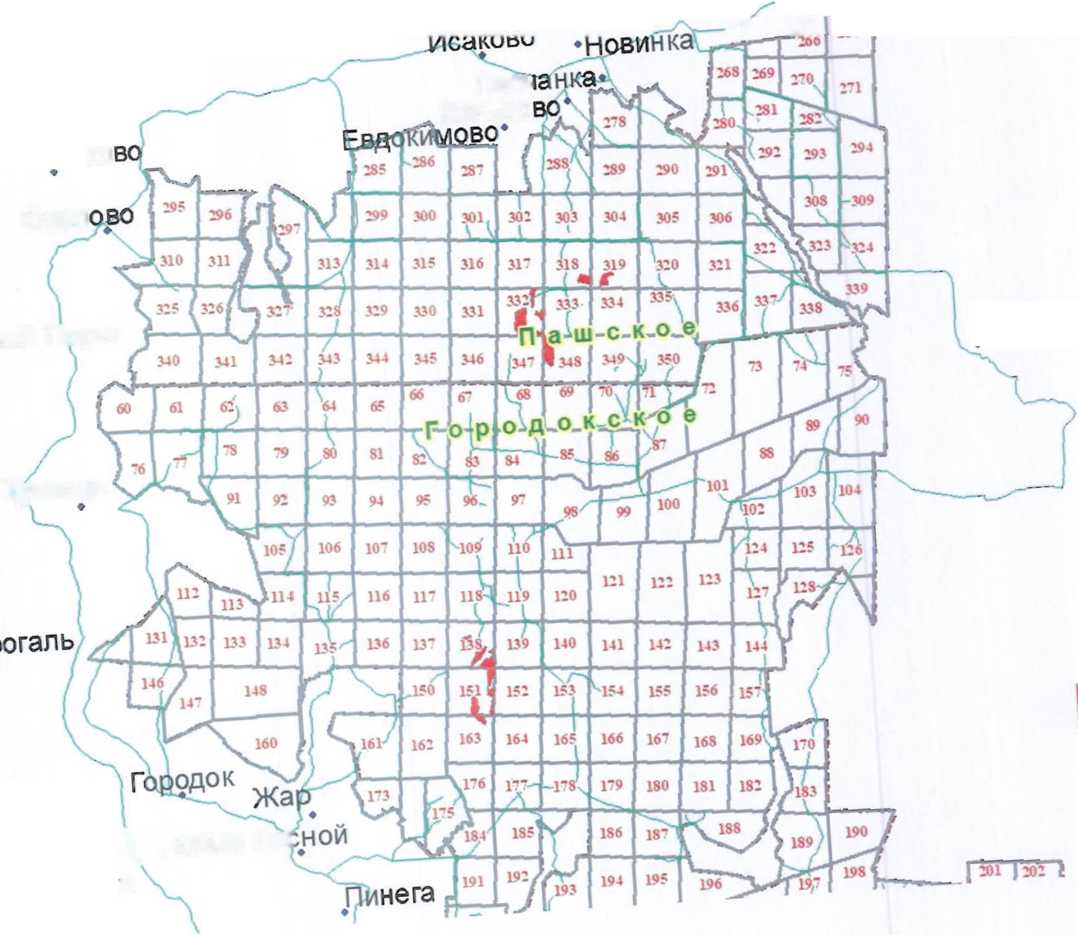 Исаково
Новинка
266
268 269 270 271
анка
во
278 280 281 282
Евдокимово
во
285 286 287 288 289 290 291 292 293 294
ово
295 296 297 299 300 301 302 303 304 305 306 308 309
310 311 313 314 315 316 317 318 319 320 321 322 323 324
325 326 327 328 329 330 331 332 333 334 335 336 337 338 339
Пашское
340 341 342 343 344 345 346 347 348 349 350
60 61 62 63 64 65 66 67 68 69 70 71 72 73 74 75
Городокское
76 77 78 79 80 81 82 83 84 85 86 87 88 89 90
91 92 93 94 95 96 97 98 99 100 101 102 103 104
105 106 107 108 109 110 111 121 122 123 124 125 126
112 113 114 115 116 117 118 119 120 127 128
рогаль
131 132 133 134 135 136 137 138 139 140 141 142 143 144
146 147 148 150 151 152 153 154 155 156 157
160 161 162 163 164 165 166 167 168 169 170
Городок
173 175 176 177 178 179 180 181 182 183
Жар
сной
184 185 186 187 188 189 190
Пинега
191 192 193 194 195 196 197 198 201 202